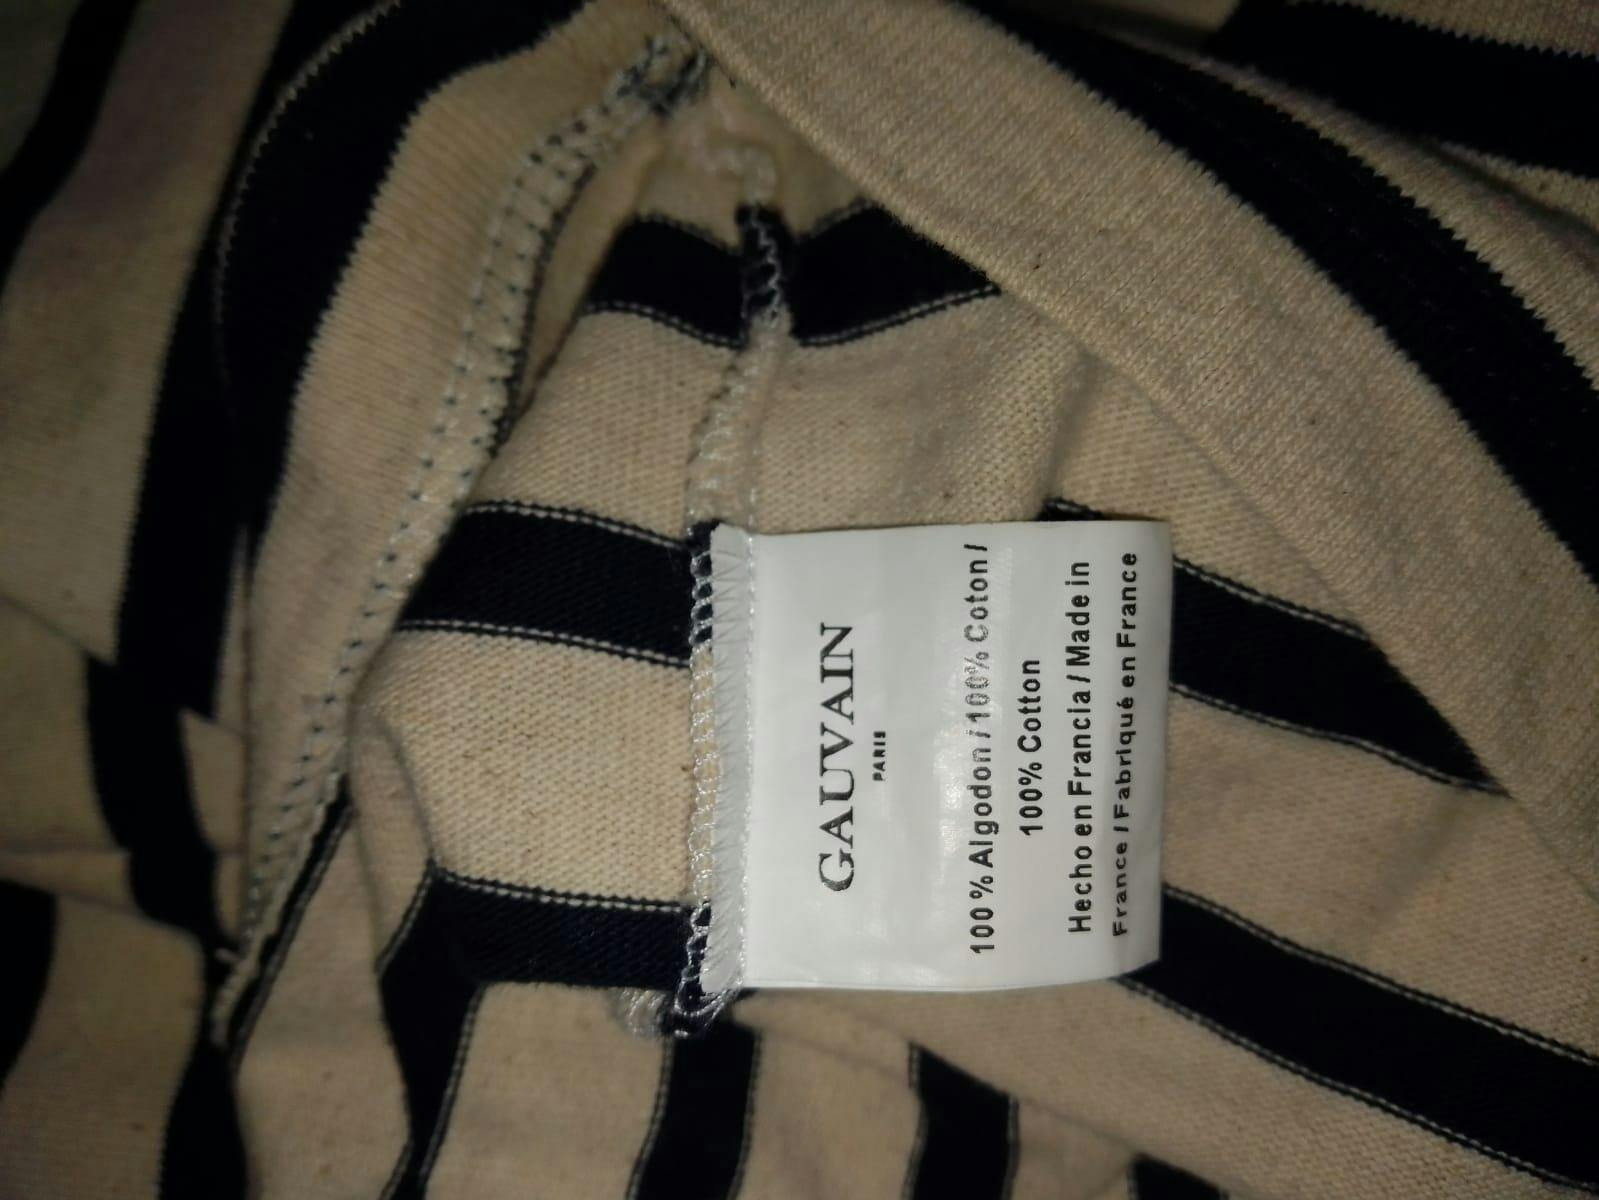 GAUVAIN
PARIS
100 % Algodon / 100% Coton /
100% Cotton
Hecho en Francia / Made in
France / Fabriqué en France